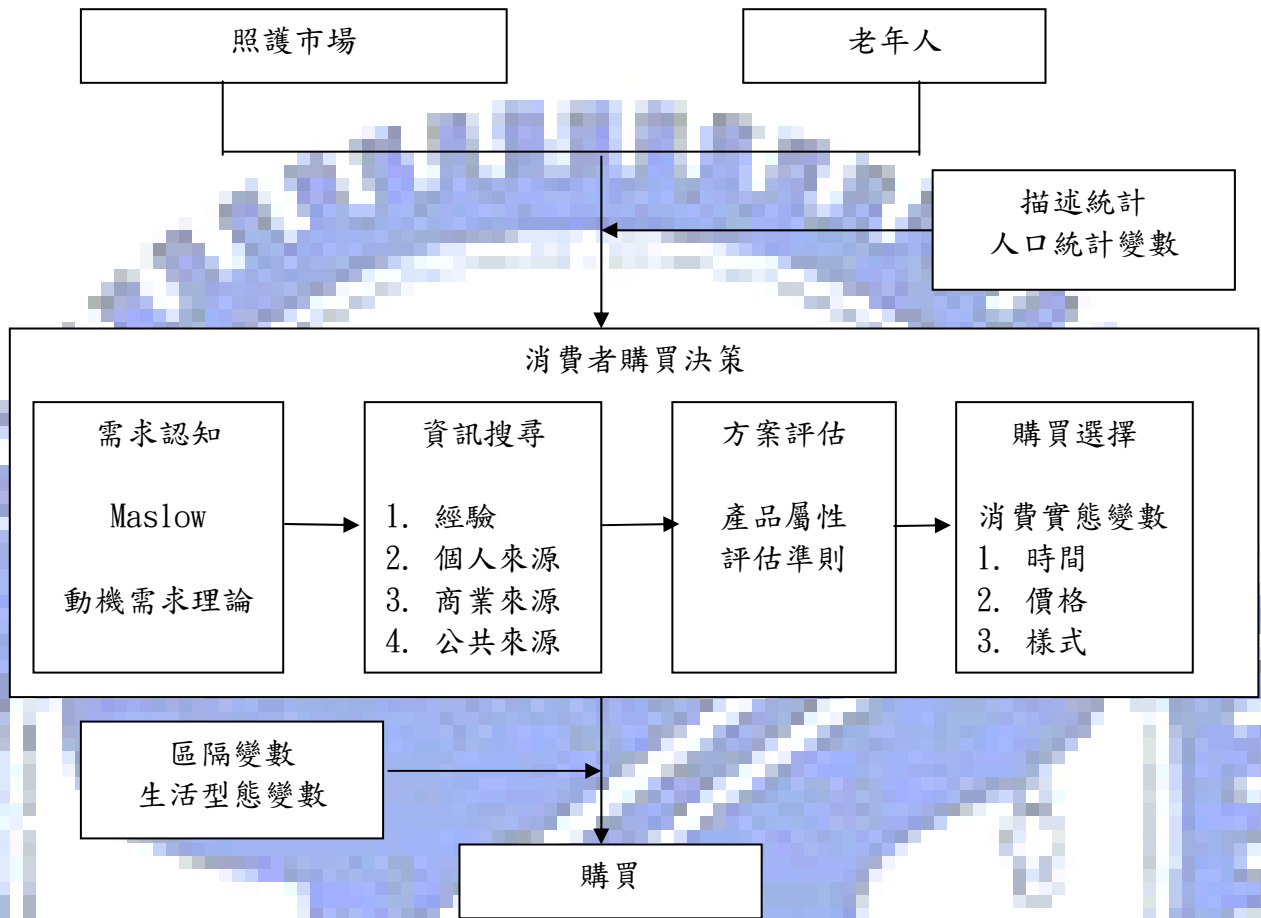 照護市場
老年人
描述統計
人口統計變數
消費者購買決策
需求認知
Maslow
動機需求理論
資訊搜尋
1. 經驗
2. 個人來源
3. 商業來源
4. 公共來源
方案評估
產品屬性
評估準則
購買選擇
消費實態變數
1. 時間
2. 價格
3. 樣式
區隔變數
生活型態變數
購買